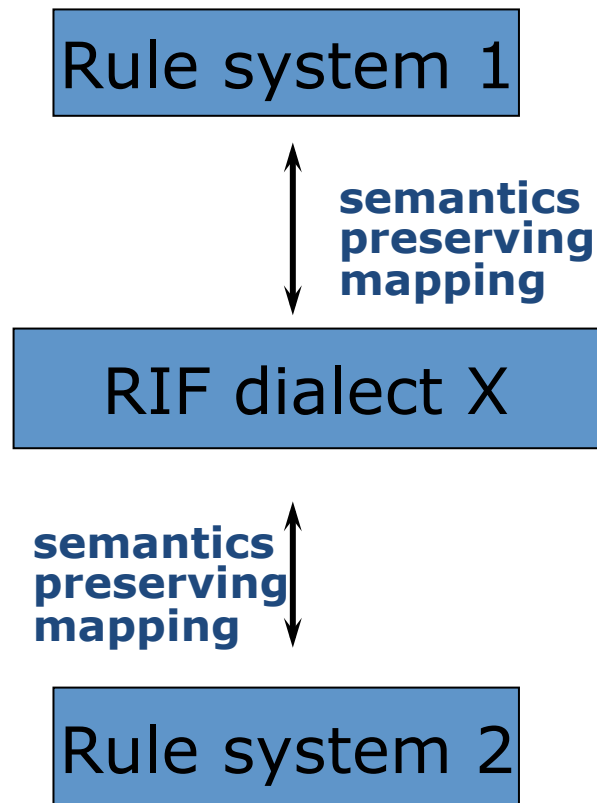 Rule system 1
semantics
preserving
mapping
RIF dialect X
semantics
preserving
mapping
Rule system 2